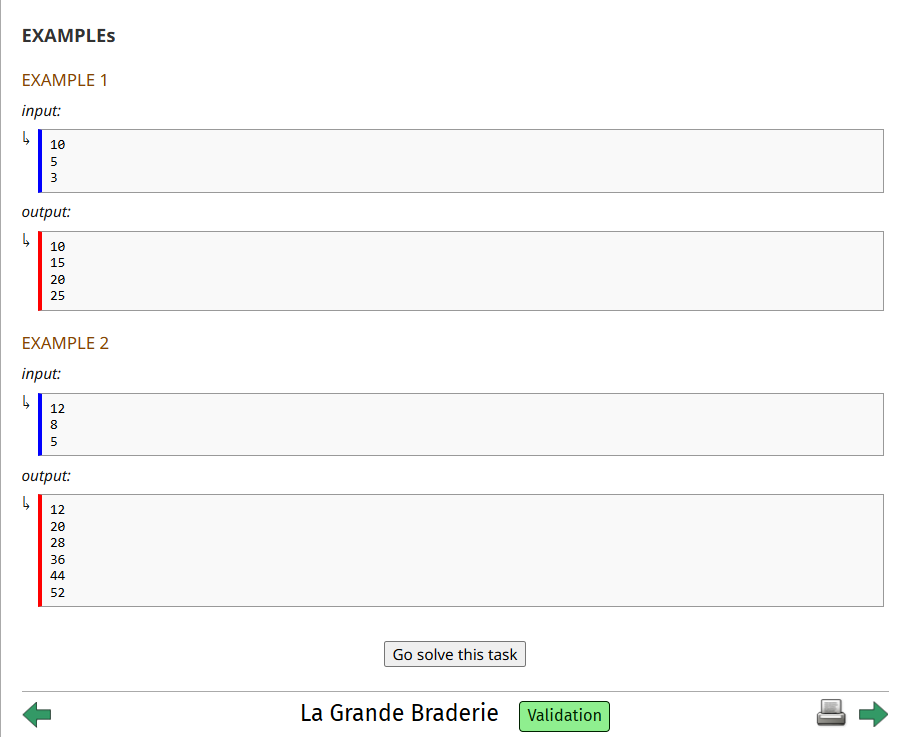 EXAMPLEs
EXAMPLE 1
input:
10
5
3
output:
10
15
20
25
EXAMPLE 2
input:
12
8
5
output:
12
20
28
36
44
52
Go solve this task
La Grande Braderie
Validation